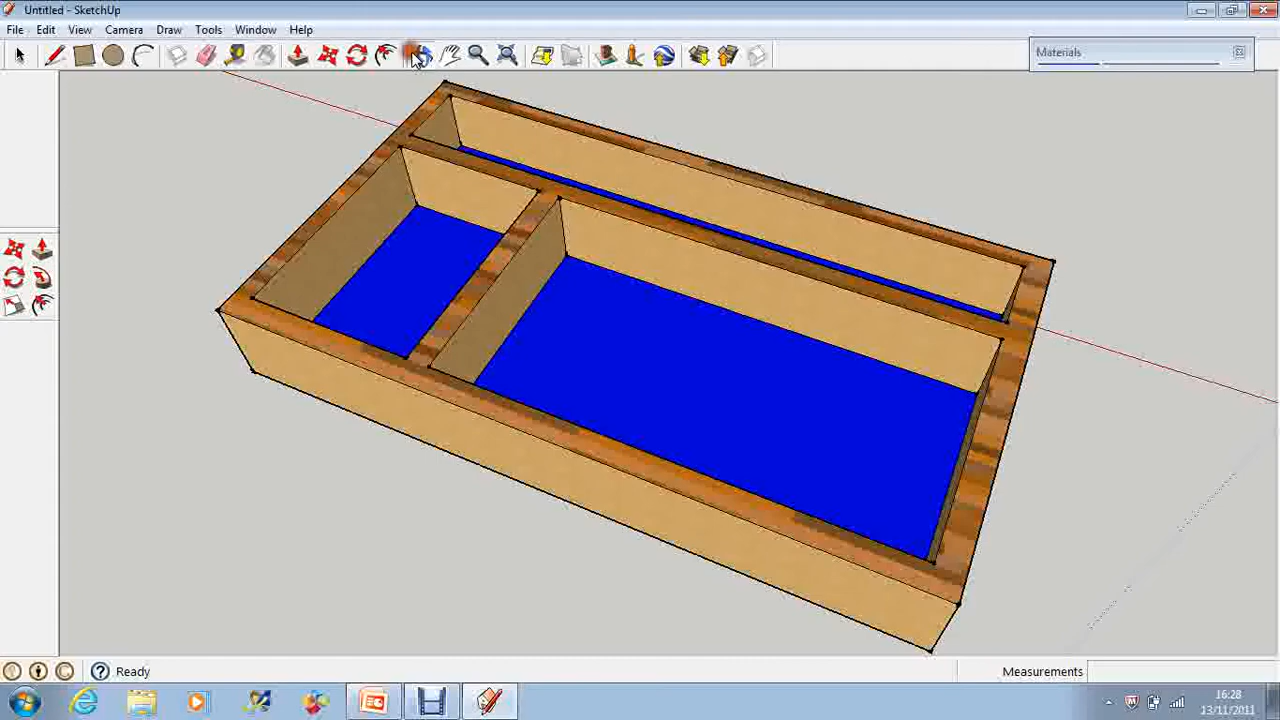 Untitled - SketchUp
File Edit View Camera Draw Tools Window Help
Materials
Ready
Measurements
16:28
13/11/2011